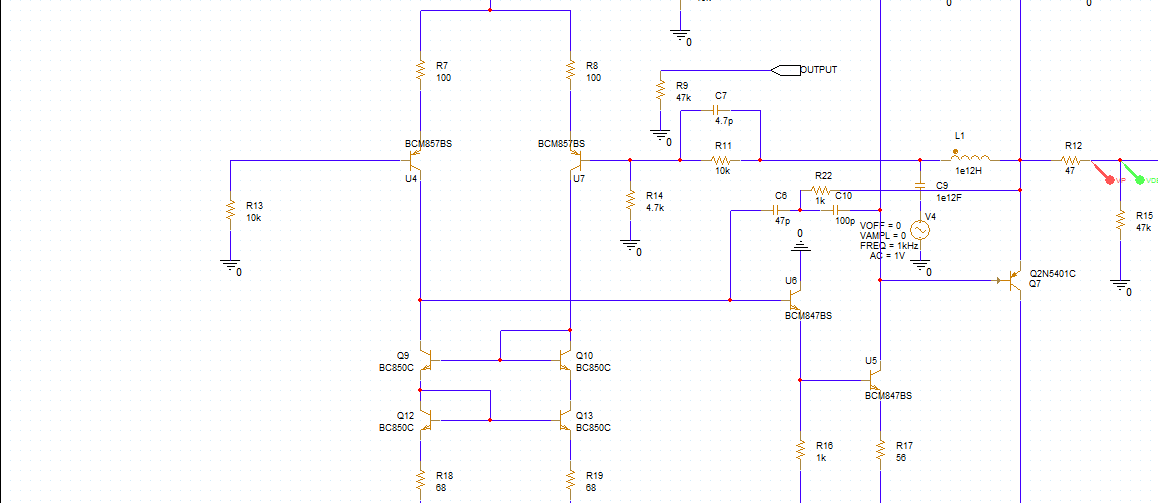 0
0
0
R7
100
R8
100
OUTPUT
R9
47k
0
C7
4.7p
BCM857BS
U4
BCM857BS
U7
R11
10k
L1
1e12H
R12
47
R13
10k
0
R14
4.7k
0
R22
1k
C6
47p
C10
100p
C9
1e12F
V4
VOFF = 0
VAMPL = 0
FREQ = 1kHz
AC = 1V
0
0
R15
47k
0
Q2N5401C
Q7
U6
BCM847BS
Q9
BC850C
Q10
BC850C
U5
BCM847BS
Q12
BC850C
Q13
BC850C
R16
1k
R17
56
R18
68
R19
68